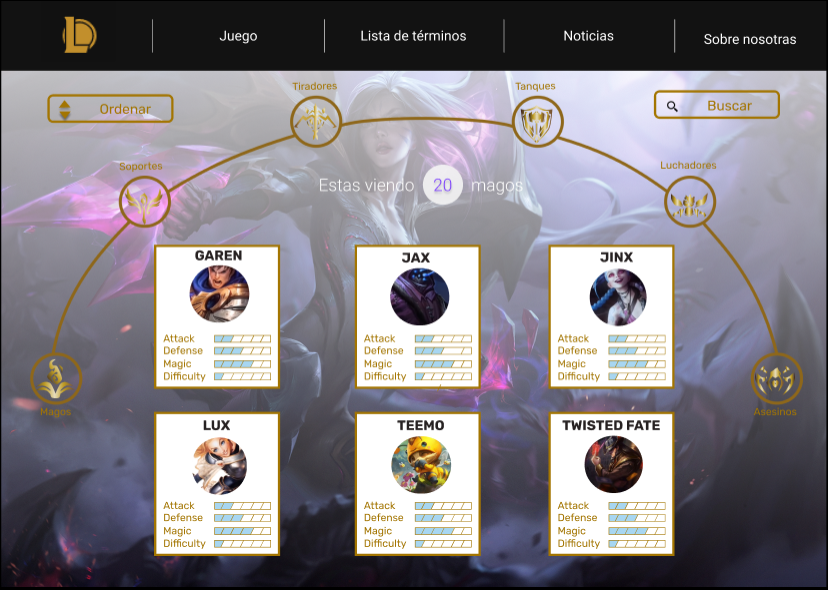 L
Juego
Lista de términos
Noticias
Sobre nosotras
Ordenar
Tiradores
Tanques
Buscar
Soportes
Luchadores
Estas viendo 20 magos
GAREN
Attack
Defense
Magic
Difficulty
JAX
Attack
Defense
Magic
Difficulty
JINX
Attack
Defense
Magic
Difficulty
Magos
Asesinos
LUX
Attack
Defense
Magic
Difficulty
TEEMO
Attack
Defense
Magic
Difficulty
TWISTED FATE
Attack
Defense
Magic
Difficulty